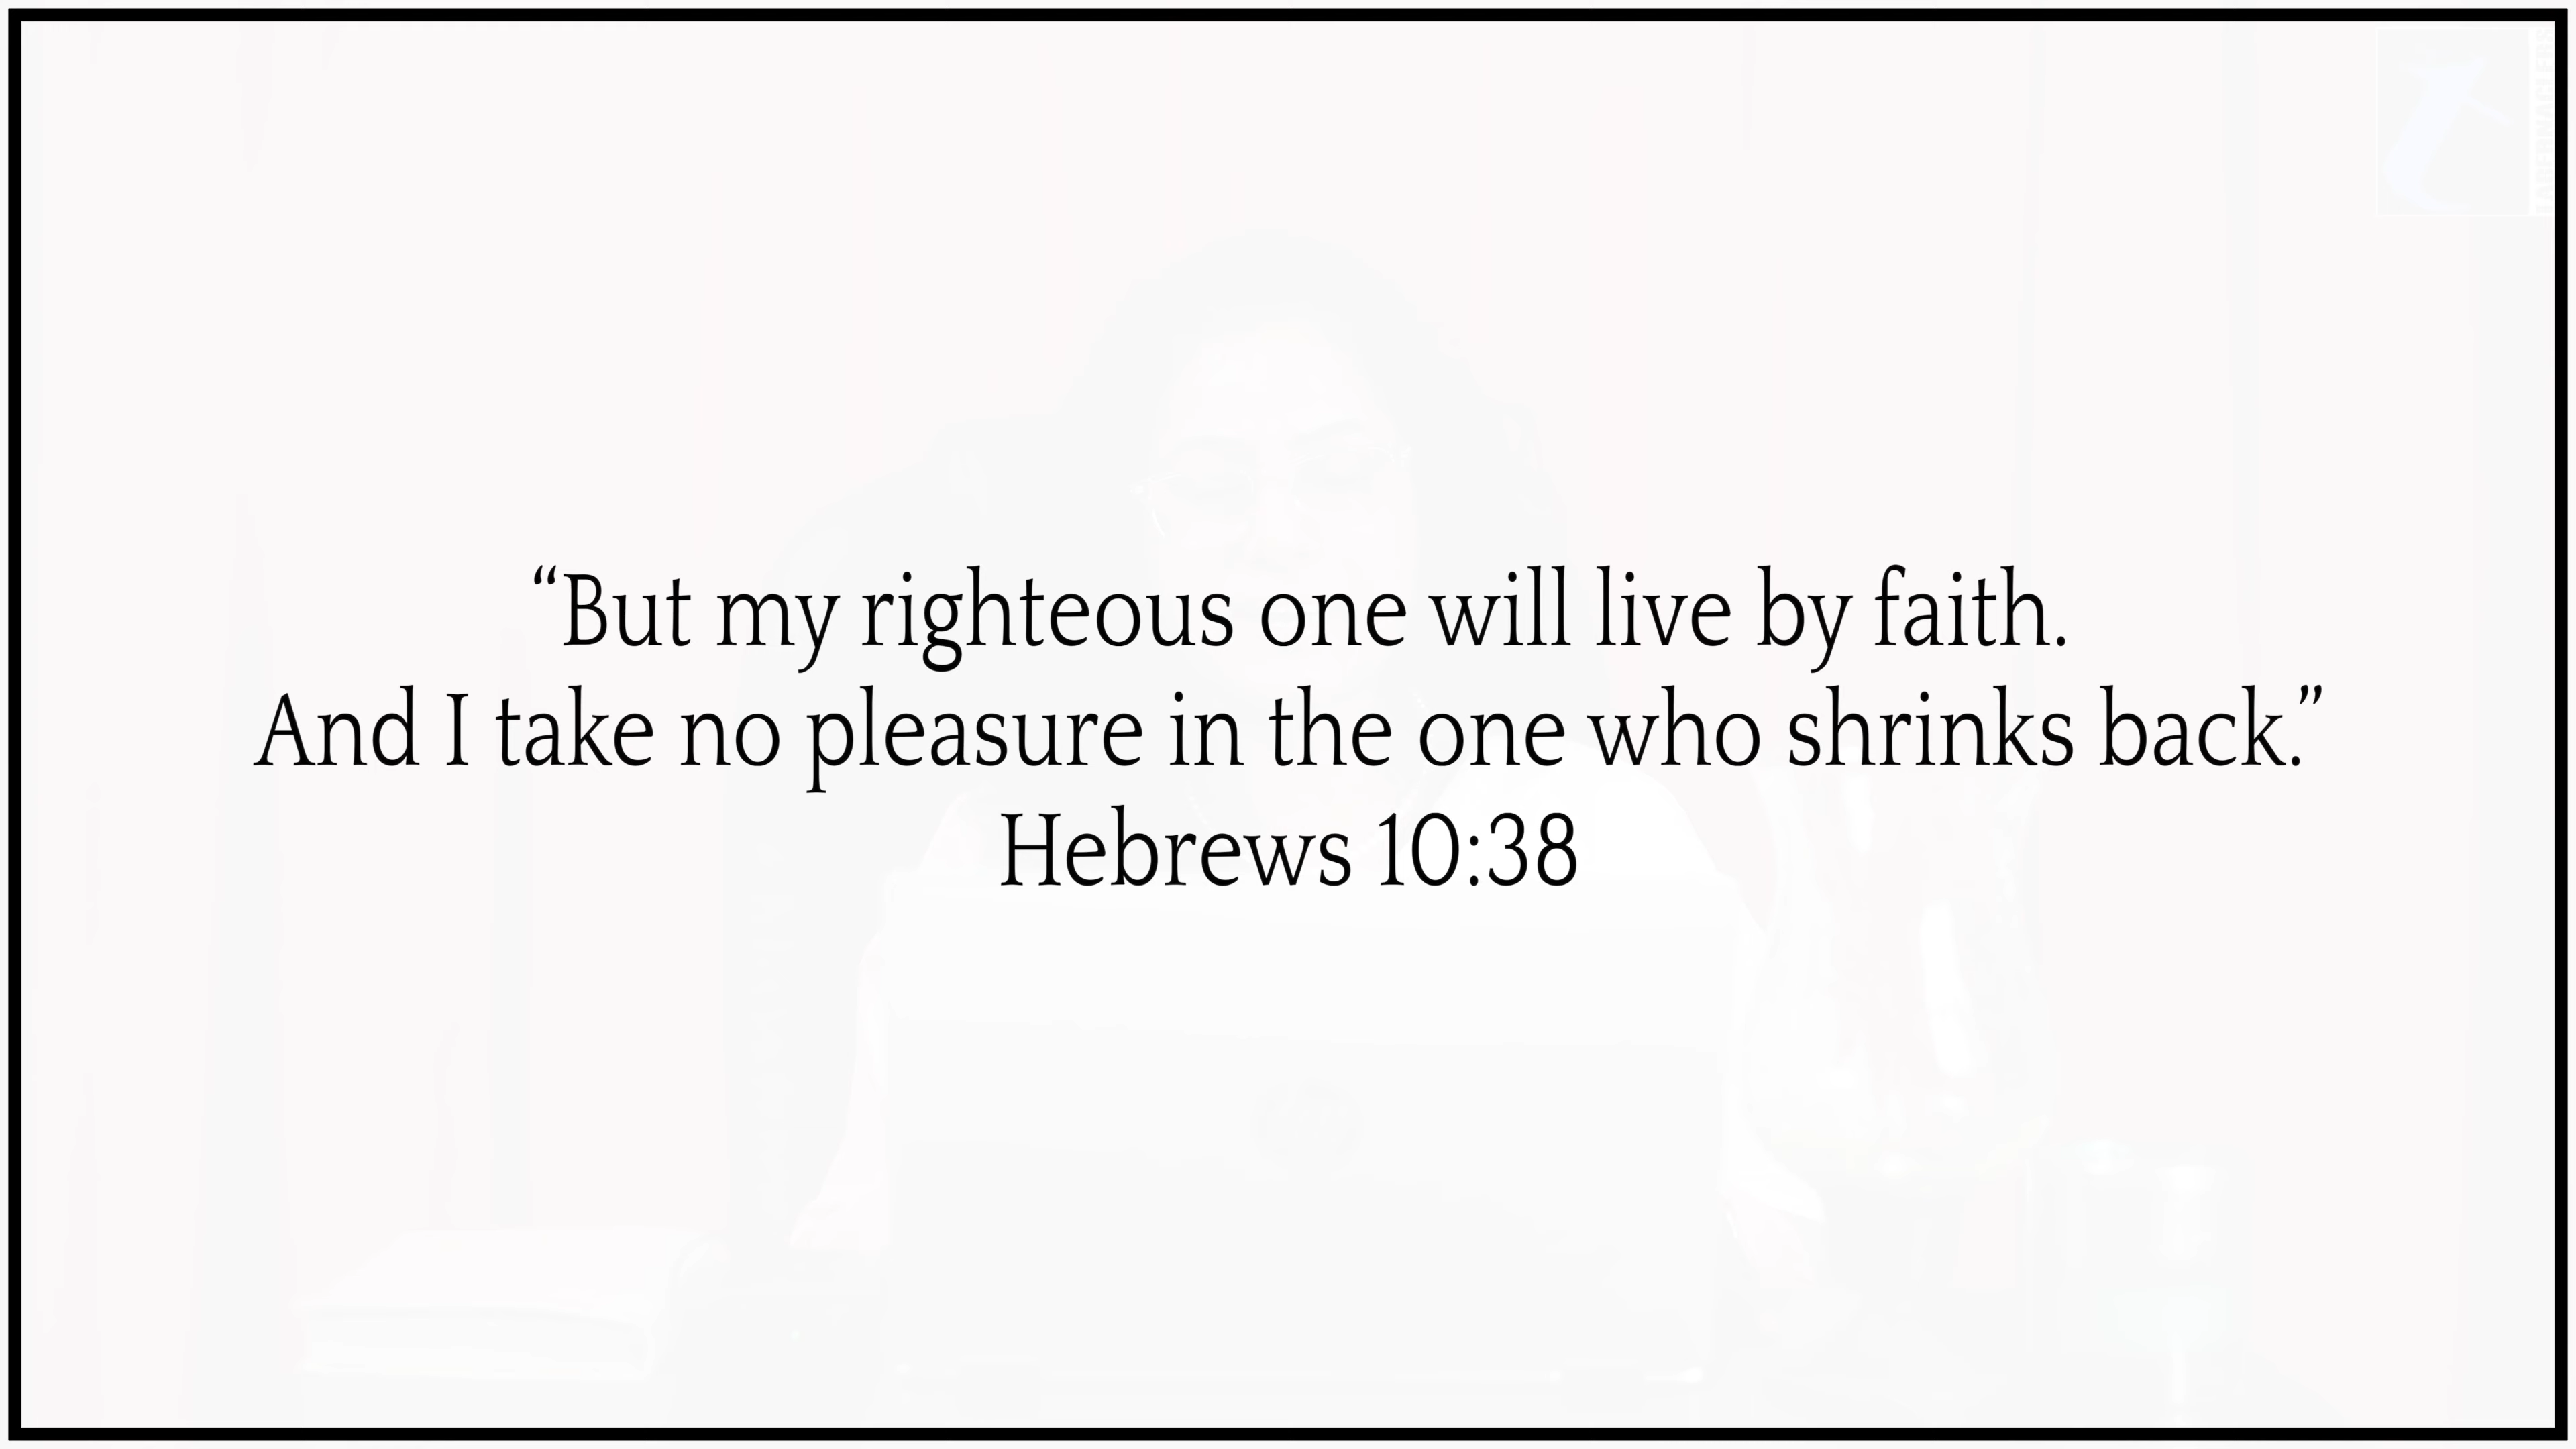 “But my righteous one will live by faith.
And I take no pleasure in the one who shrinks back.”
Hebrews 10:38